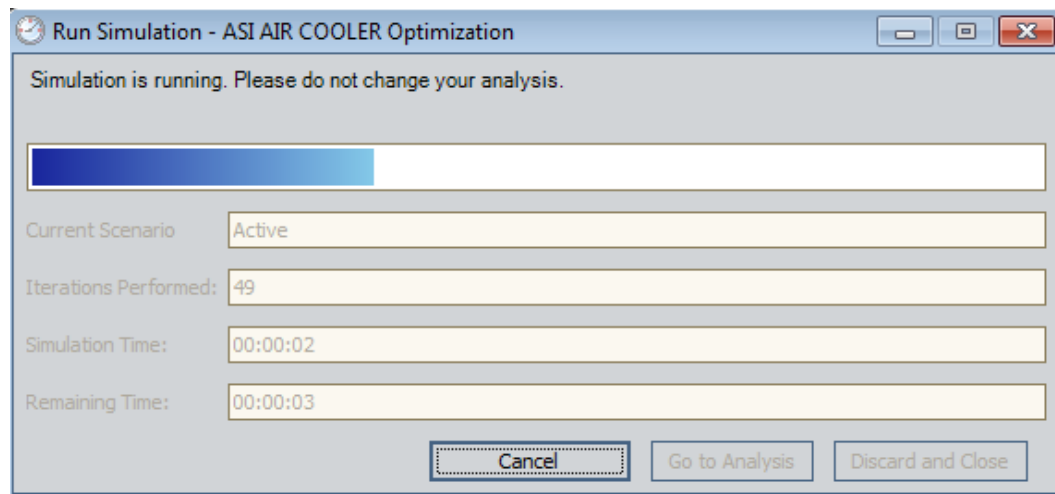 Run Simulation - ASI AIR COOLER Optimization
Simulation is running. Please do not change your analysis.
Current Scenario Active
Iterations Performed: 49
Simulation Time: 00:00:02
Remaining Time: 00:00:03
Cancel Go to Analysis Discard and Close